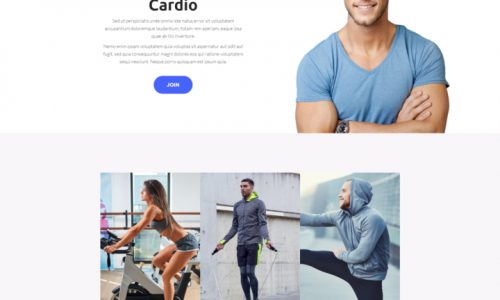 Cardio
Sed ut perspiciatis unde omnis iste natus error sit voluptatem
accusantium doloremque laudantium, totam rem aperiam, eaque ipsa
quae ab illo inventore.
Nemo enim ipsam voluptatem quia voluptas sit aspernatur aut odit aut
fugit, sed quia consequuntur magni dolores eos qui ratione voluptatem
sequi nesciunt. Neque porro quisquam est ipsum quia.
JOIN